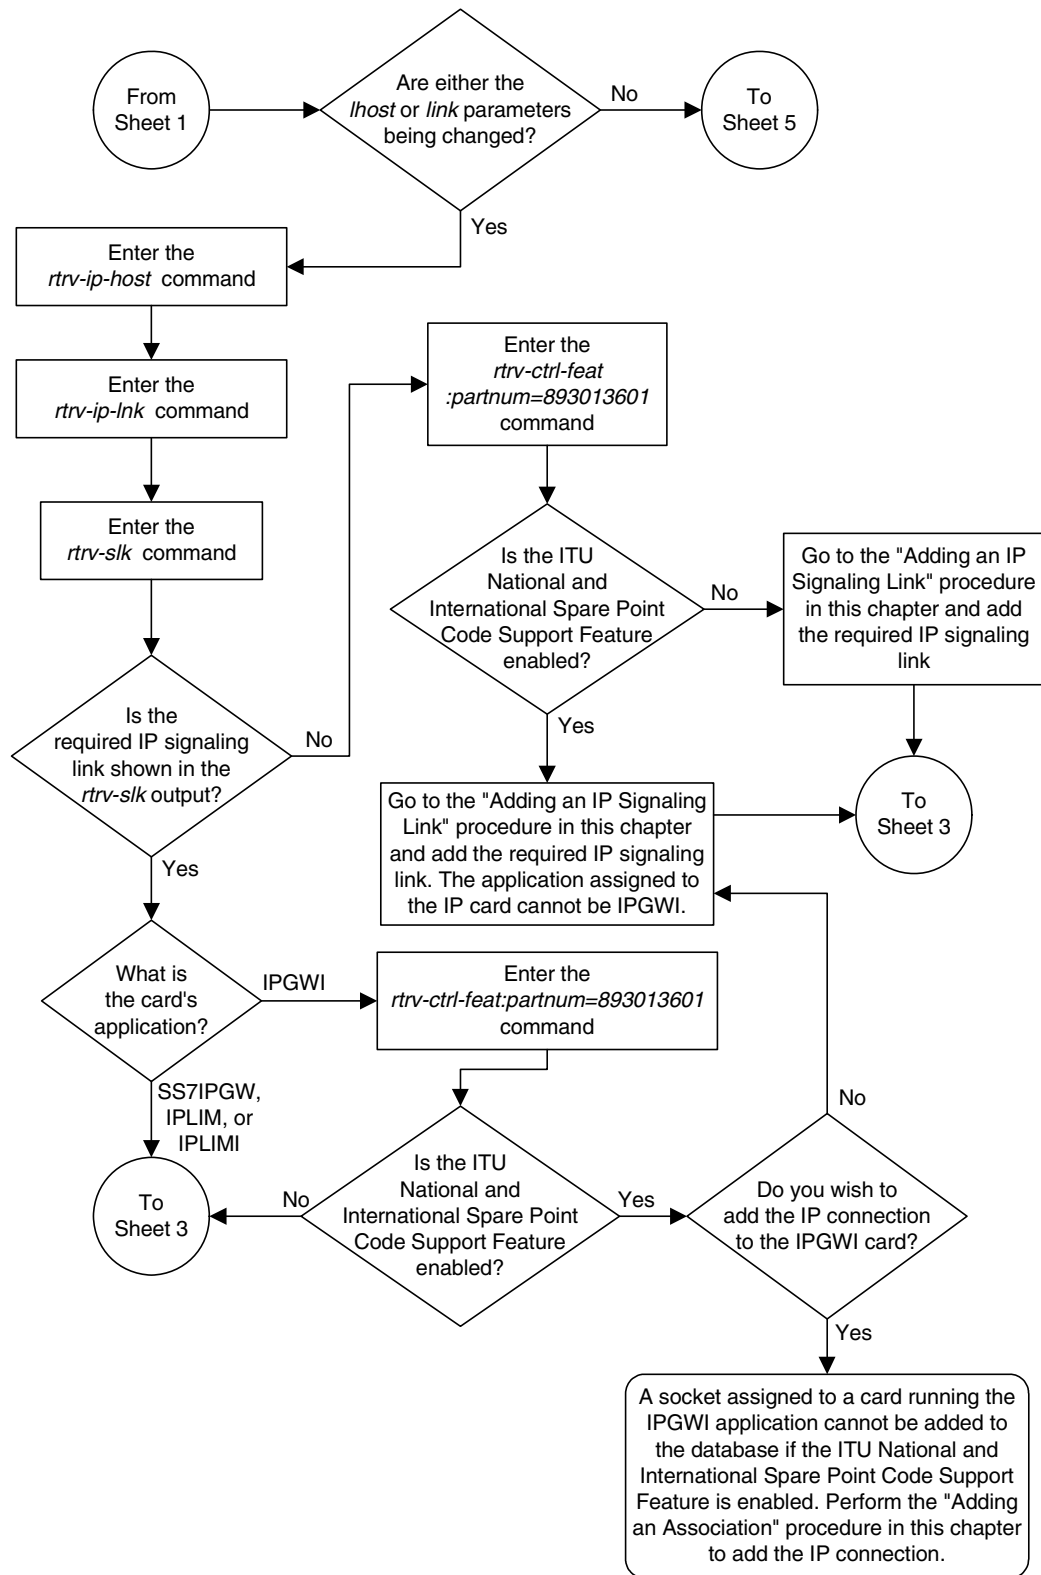 From
Sheet 1
Are either the
lhost or link parameters
being changed?
No
To
Sheet 5
Yes
Enter the
rtrv-ip-host command
Enter the
rtrv-ip-lnk command
Enter the
rtrv-slk command
Is the
required IP signaling
link shown in the
rtrv-slk output?
No
Enter the
rtrv-ctrl-feat
:partnum=893013601
command
Is the ITU
National and
International Spare Point
Code Support Feature
enabled?
No
Go to the "Adding an IP
Signaling Link" procedure
in this chapter and add
the required IP signaling
link
Yes
Go to the "Adding an IP Signaling
Link" procedure in this chapter
and add the required IP signaling
link. The application assigned to
the IP card cannot be IPGWI.
To
Sheet 3
Yes
What is
the card's
application?
IPGWI
Enter the
rtrv-ctrl-feat:partnum=893013601
command
SS7IPGW,
IPLIM, or
IPLIMI
To
Sheet 3
No
Is the ITU
National and
International Spare Point
Code Support Feature
enabled?
Yes
Do you wish to
add the IP connection
to the IPGWI card?
No
Yes
A socket assigned to a card running the
IPGWI application cannot be added to
the database if the ITU National and
International Spare Point Code Support
Feature is enabled. Perform the "Adding
an Association" procedure in this chapter
to add the IP connection.